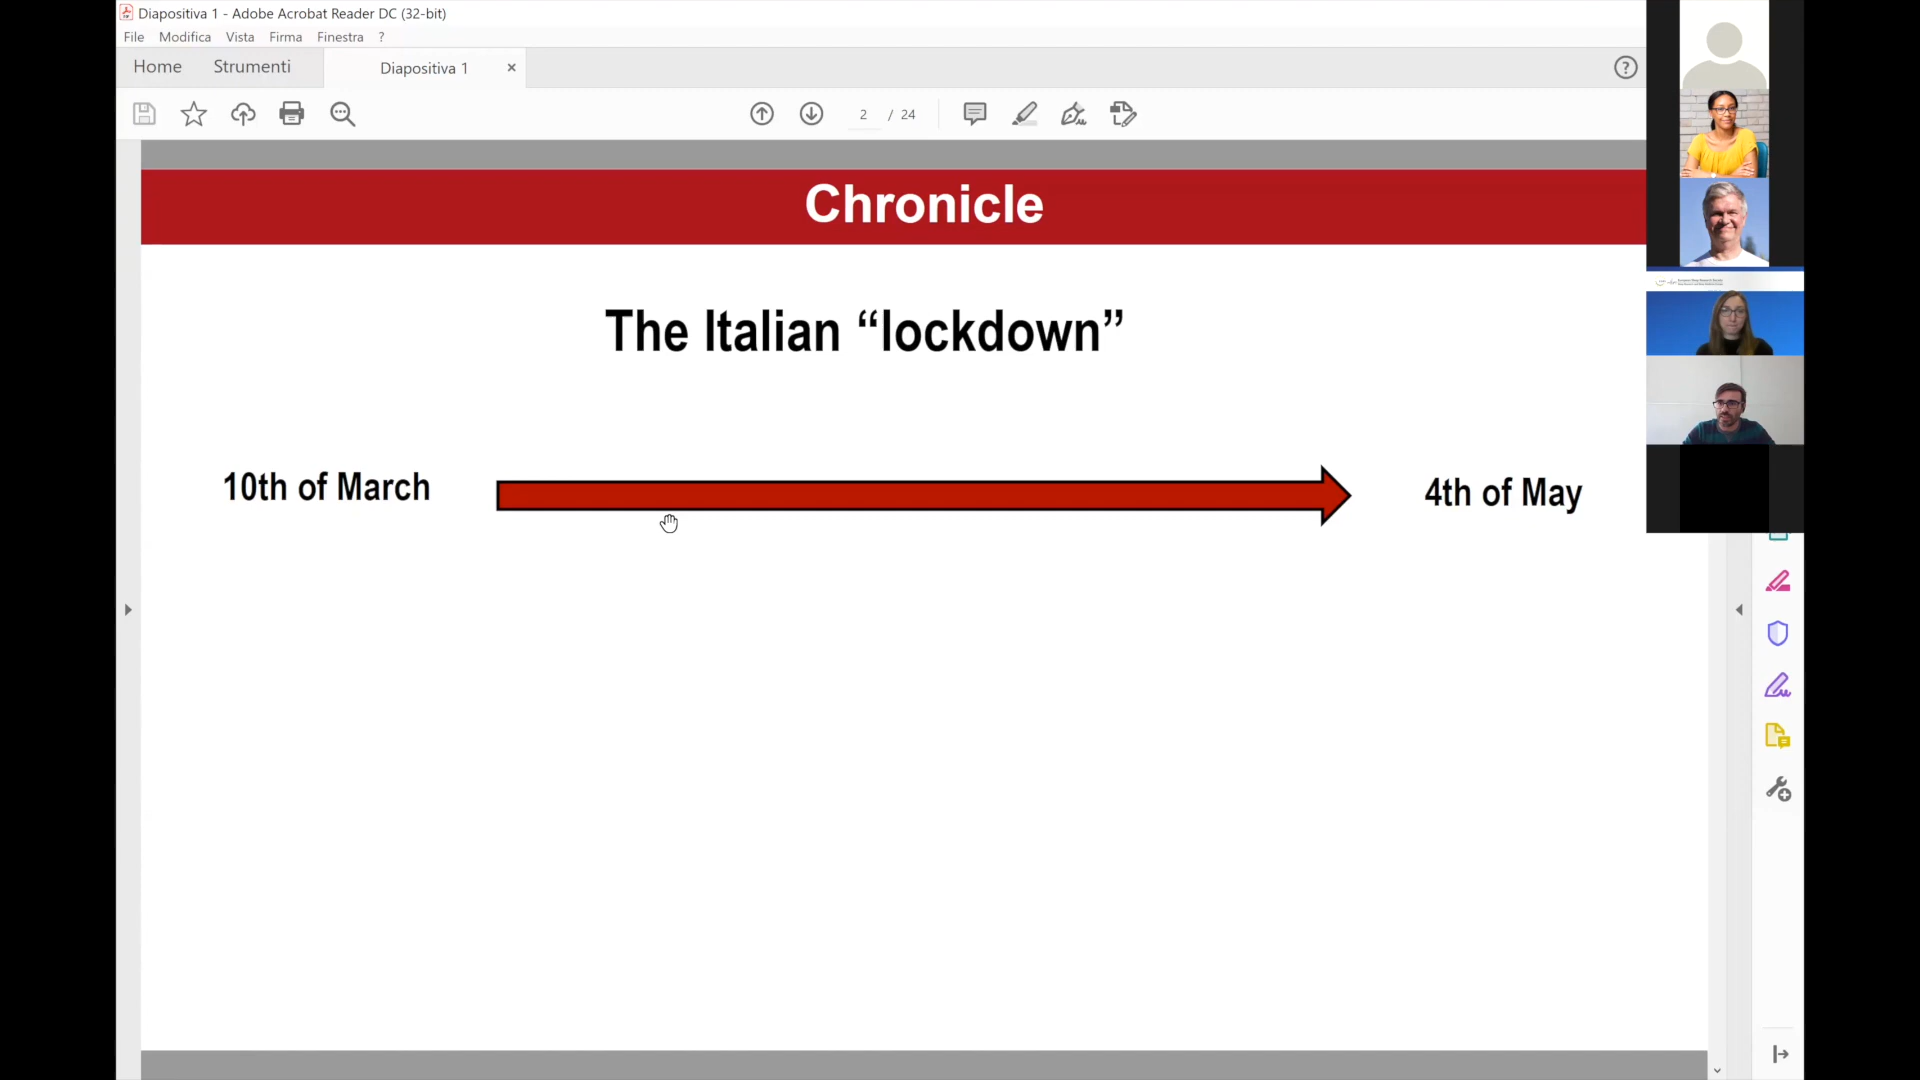 Diapositiva 1 - Adobe Acrobat Reader DC (32-bit)
File Modifica Vista Firma Finestra ?
Home Strumenti Diapositiva 1 ×
2 / 24
Chronicle
The Italian “lockdown”
10th of March
4th of May